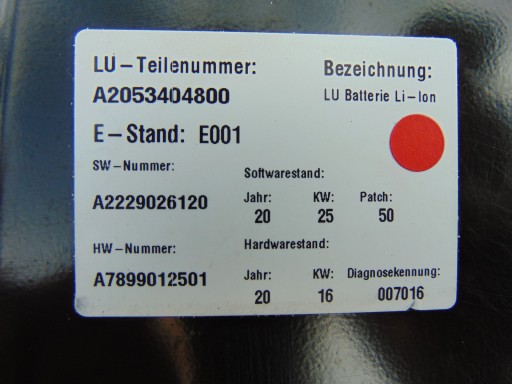 LU-Teilenummer:
A2053404800
Bezeichnung:
LU Batterie Li-Ion
E-Stand: E001
SW-Nummer:
A2229026120
Softwarestand:
Jahr: KW: Patch:
20 25 50
HW-Nummer:
A7899012501
Hardwarestand:
Jahr: KW: Diagnosekennung:
20 16 007016